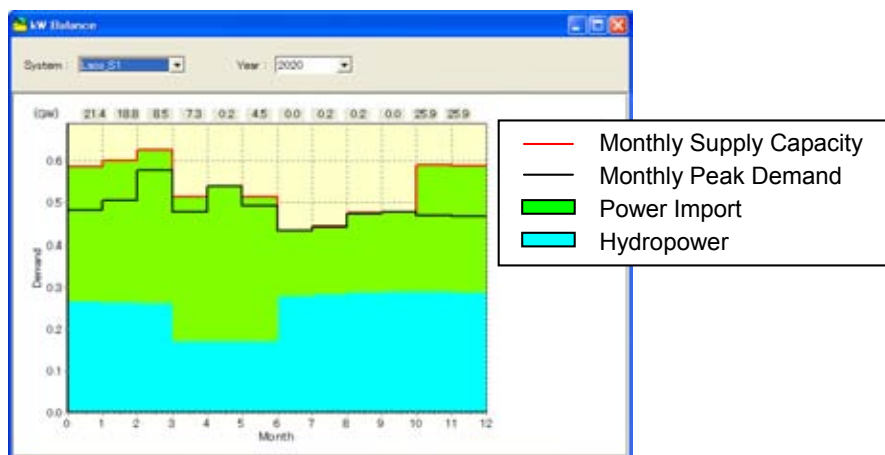 kW Balance
System : Laos_S1 Year : 2020
(GW) 21.4 18.8 8.5 7.3 0.2 4.5 0.0 0.2 0.2 0.0 25.9 25.9
0.6
0.5
0.4
0.3
0.2
0.1
0.0
Demand
0 1 2 3 4 5 6 7 8 9 10 11 12
Month
Monthly Supply Capacity
Monthly Peak Demand
Power Import
Hydropower